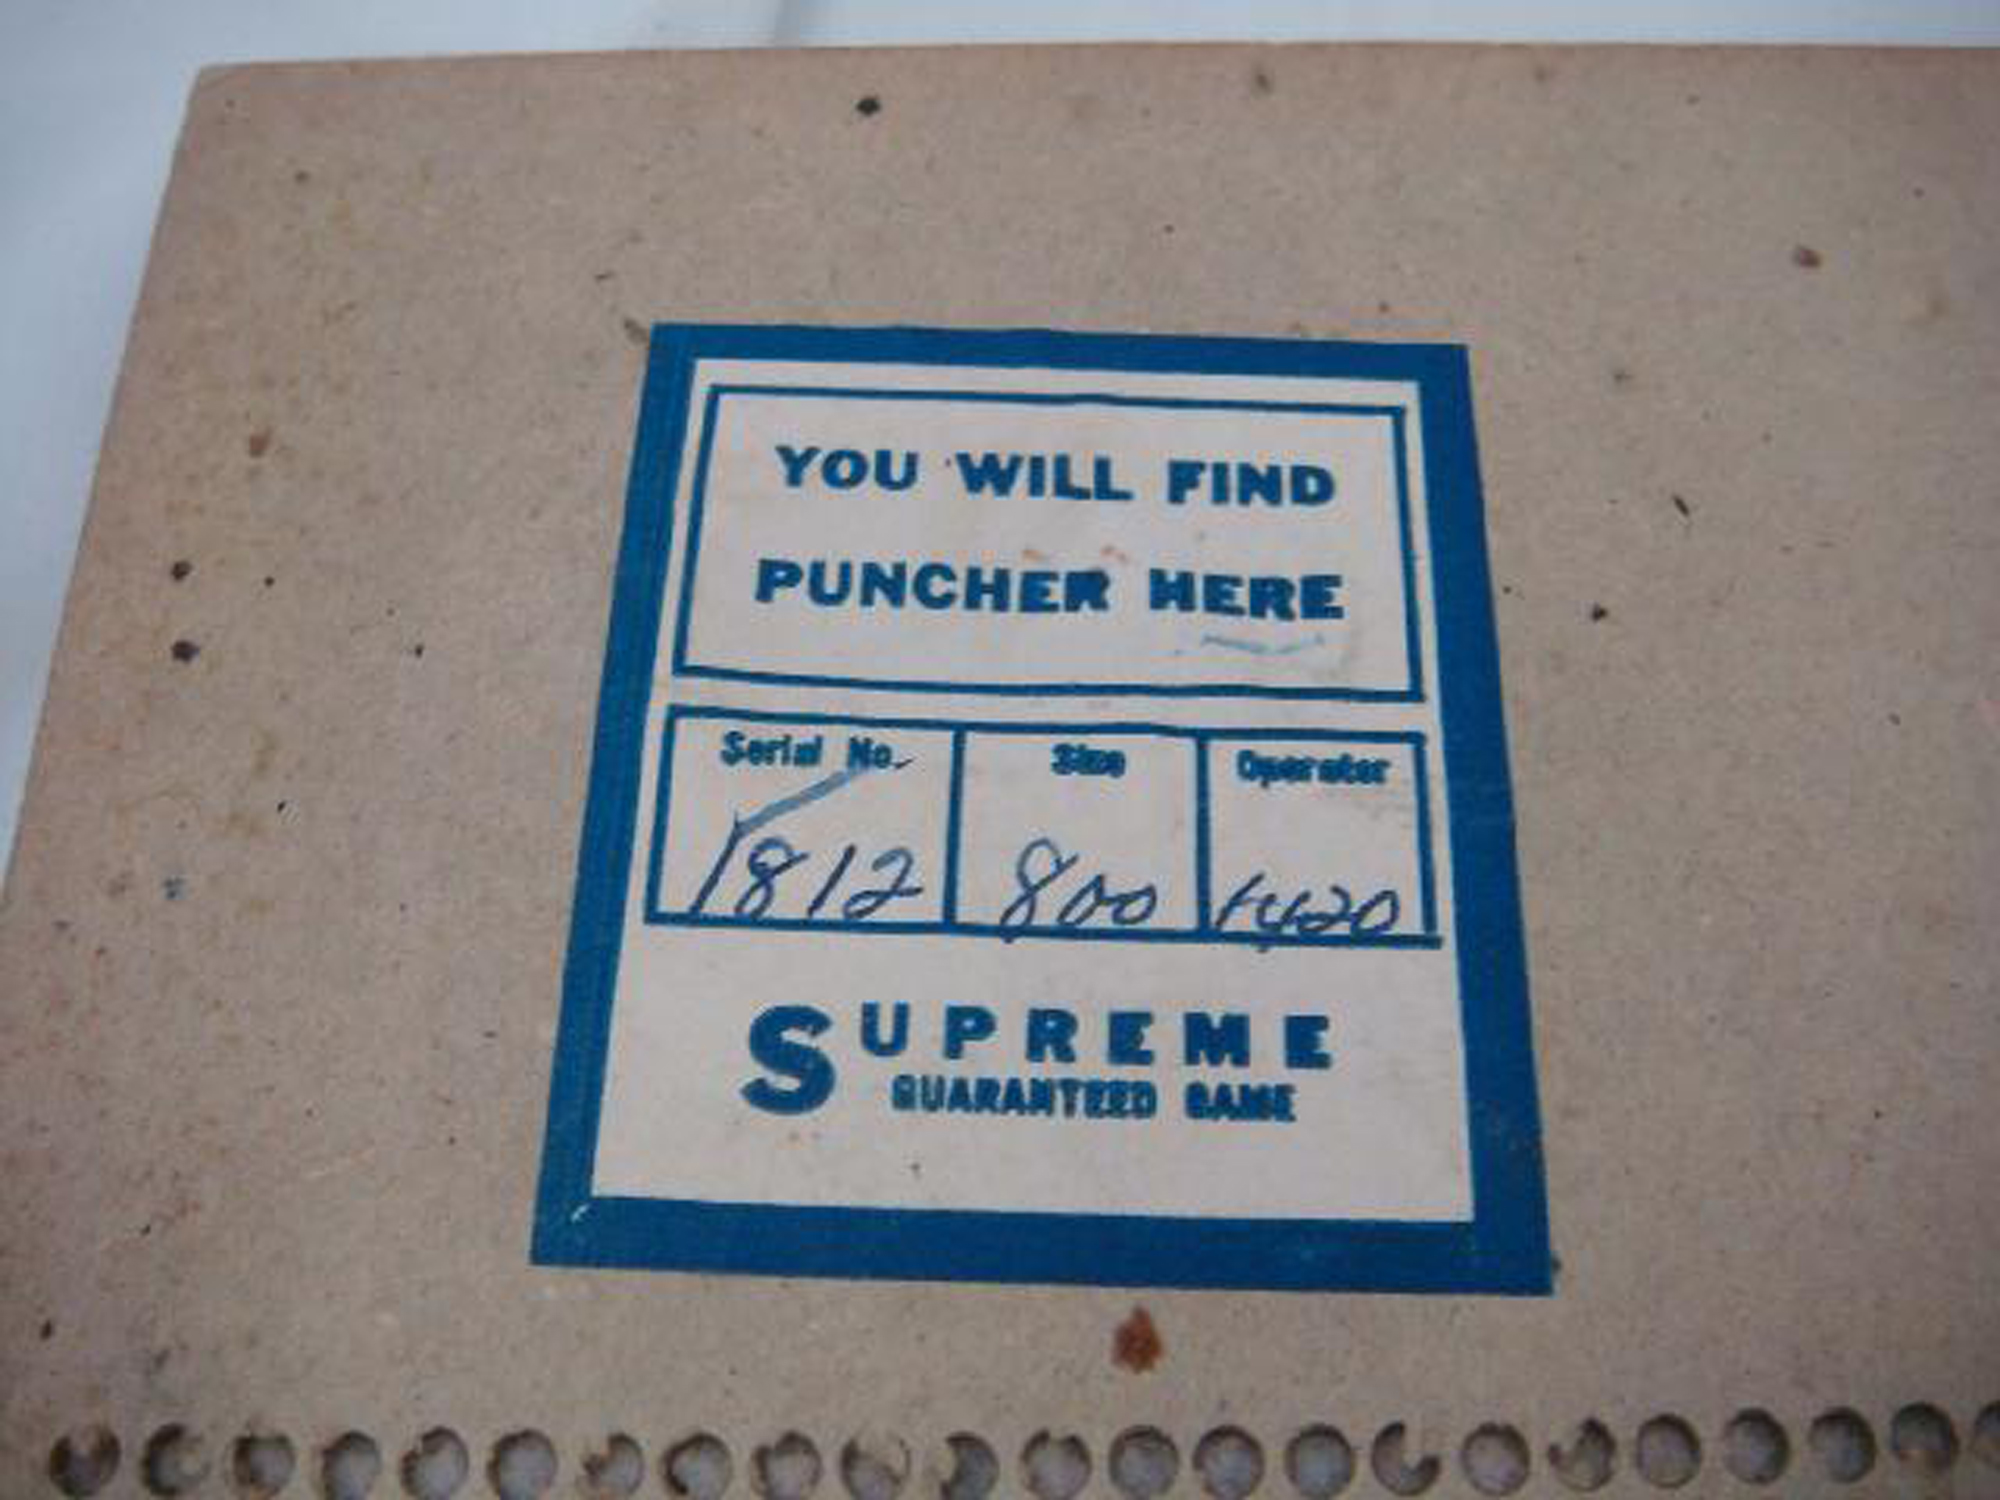 YOU WILL FIND
PUNCHER HERE
Serial No. Size Operator
1812 800 1420
SUPREME
GUARANTEED GAME